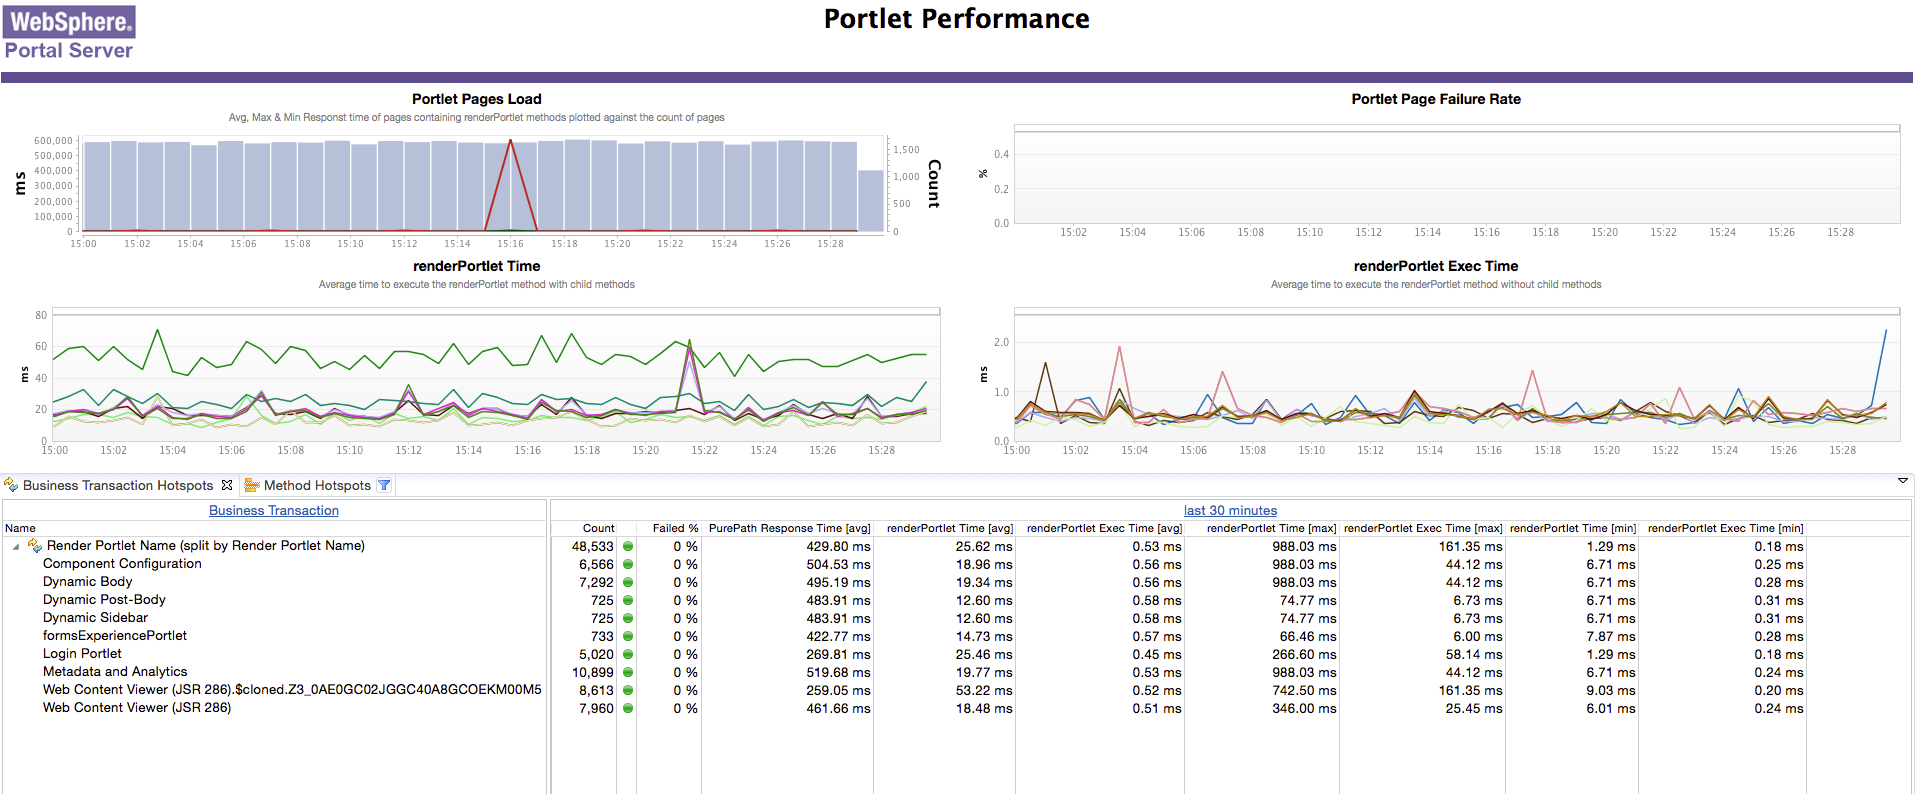 WebSphere.
Portal Server
Portlet Performance
Portlet Pages Load
Avg, Max & Min Responst time of pages containing renderPortlet methods plotted against the count of pages
600,000
500,000
400,000
300,000
200,000
100,000
0
ms
1,500
1,000
500
0
Count
15:00 15:02 15:04 15:06 15:08 15:10 15:12 15:14 15:16 15:18 15:20 15:22 15:24 15:26 15:28
Portlet Page Failure Rate
%
0.4
0.2
0.0
15:02 15:04 15:06 15:08 15:10 15:12 15:14 15:16 15:18 15:20 15:22 15:24 15:26 15:28
renderPortlet Time
Average time to execute the renderPortlet method with child methods
ms
80
60
40
20
0
15:00 15:02 15:04 15:06 15:08 15:10 15:12 15:14 15:16 15:18 15:20 15:22 15:24 15:26 15:28
renderPortlet Exec Time
Average time to execute the renderPortlet method without child methods
ms
2.0
1.0
0.0
15:00 15:02 15:04 15:06 15:08 15:10 15:12 15:14 15:16 15:18 15:20 15:22 15:24 15:26 15:28
Business Transaction Hotspots Method Hotspots
Business Transaction last 30 minutes
Name Count Failed % PurePath Response Time [avg] renderPortlet Time [avg] renderPortlet Exec Time [avg] renderPortlet Time [max] renderPortlet Exec Time [max] renderPortlet Time [min] renderPortlet Exec Time [min]
Render Portlet Name (split by Render Portlet Name) 48,533 0 % 429.80 ms 25.62 ms 0.53 ms 988.03 ms 161.35 ms 1.29 ms 0.18 ms
Component Configuration 6,566 0 % 504.53 ms 18.96 ms 0.56 ms 988.03 ms 44.12 ms 6.71 ms 0.25 ms
Dynamic Body 7,292 0 % 495.19 ms 19.34 ms 0.56 ms 988.03 ms 44.12 ms 6.71 ms 0.28 ms
Dynamic Post-Body 725 0 % 483.91 ms 12.60 ms 0.58 ms 74.77 ms 6.73 ms 6.71 ms 0.31 ms
Dynamic Sidebar 725 0 % 483.91 ms 12.60 ms 0.58 ms 74.77 ms 6.73 ms 6.71 ms 0.31 ms
formsExperiencePortlet 733 0 % 422.77 ms 14.73 ms 0.57 ms 66.46 ms 6.00 ms 7.87 ms 0.28 ms
Login Portlet 5,020 0 % 269.81 ms 25.46 ms 0.45 ms 266.60 ms 58.14 ms 1.29 ms 0.18 ms
Metadata and Analytics 10,899 0 % 519.68 ms 19.77 ms 0.53 ms 988.03 ms 44.12 ms 6.71 ms 0.24 ms
Web Content Viewer (JSR 286).$cloned.Z3_0AE0GC02JGGC40A8GCOEKM00M5 8,613 0 % 259.05 ms 53.22 ms 0.52 ms 742.50 ms 161.35 ms 9.03 ms 0.20 ms
Web Content Viewer (JSR 286) 7,960 0 % 461.66 ms 18.48 ms 0.51 ms 346.00 ms 25.45 ms 6.01 ms 0.24 ms